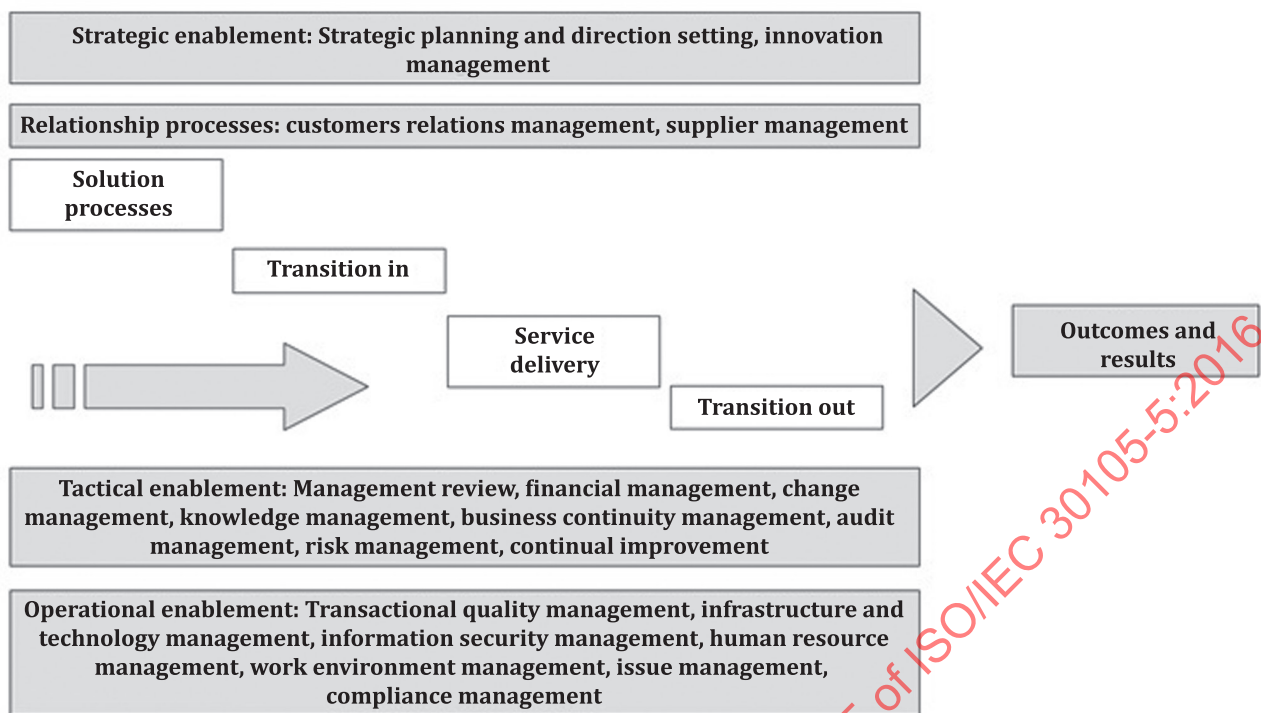 Strategic enablement: Strategic planning and direction setting, innovation
management
Relationship processes: customers relations management, supplier management
Solution
processes
Transition in
Service
delivery
Transition out
Outcomes and
results
Tactical enablement: Management review, financial management, change
management, knowledge management, business continuity management, audit
management, risk management, continual improvement
Operational enablement: Transactional quality management, infrastructure and
technology management, information security management, human resource
management, work environment management, issue management,
compliance management
of ISO/IEC 30105-5:2016